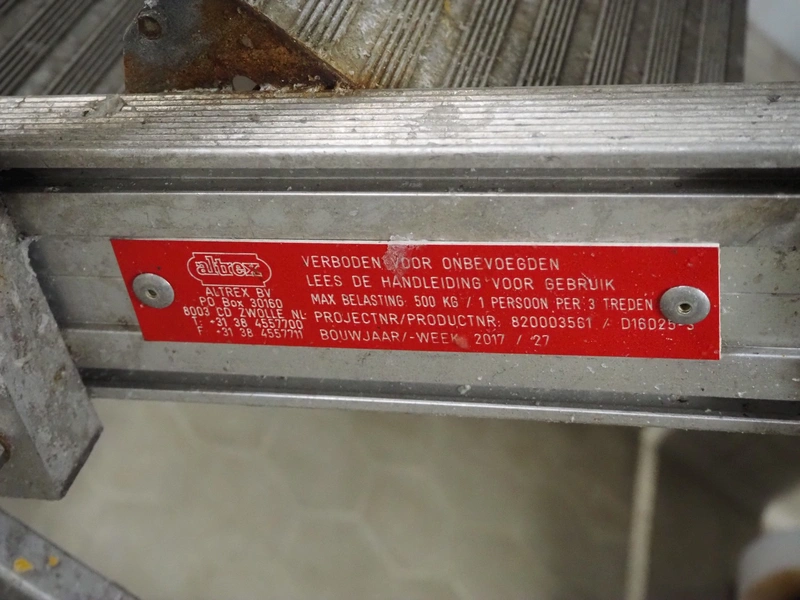 altrex
ALTREX BV
PO Box 30160
8003 CD ZWOLLE NL
T. +31 38 4557700
F. +31 38 4557711
VERBODEN VOOR ONBEVOEGDEN
LEES DE HANDLEIDING VOOR GEBRUIK
MAX BELASTING: 500 KG / 1 PERSOON PER 3 TREDEN
PROJECTNR/PRODUCTNR: 820003561 / D16025-3
BOUWJAAR/-WEEK: 2017 / 27